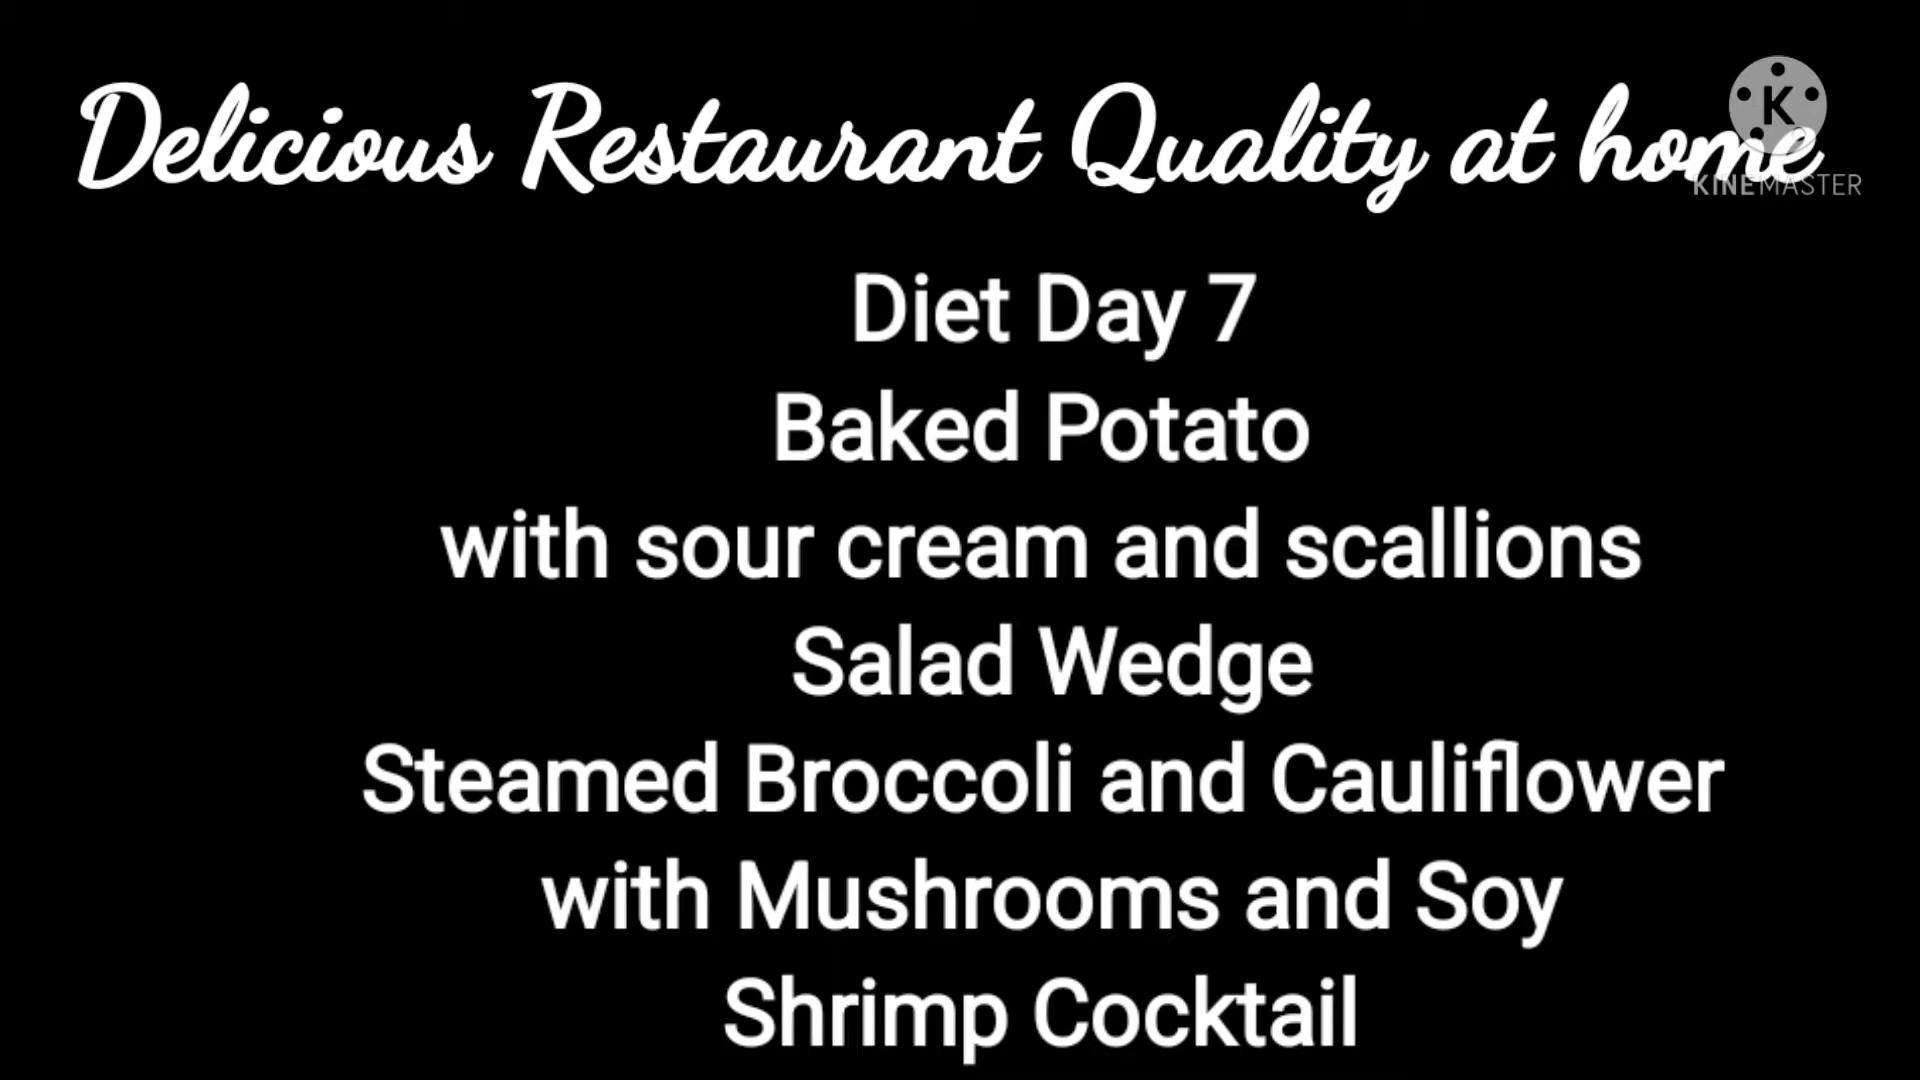 Delicious Restaurant Quality at home
K
KINEMASTER
Diet Day 7
Baked Potato
with sour cream and scallions
Salad Wedge
Steamed Broccoli and Cauliflower
with Mushrooms and Soy
Shrimp Cocktail